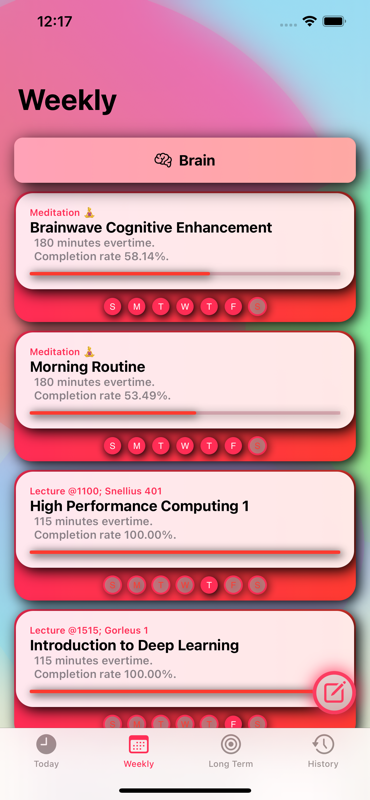 12:17
Weekly
Brain
Meditation 🧘
Brainwave Cognitive Enhancement
180 minutes evertime.
Completion rate 58.14%.
S M T W T F S
Meditation 🧘
Morning Routine
180 minutes evertime.
Completion rate 53.49%.
S M T W T F S
Lecture @1100; Snellius 401
High Performance Computing 1
115 minutes evertime.
Completion rate 100.00%.
S M T W T F S
Lecture @1515; Gorleus 1
Introduction to Deep Learning
115 minutes evertime.
Completion rate 100.00%.
S M T W T F S
Today
Weekly
Long Term
History